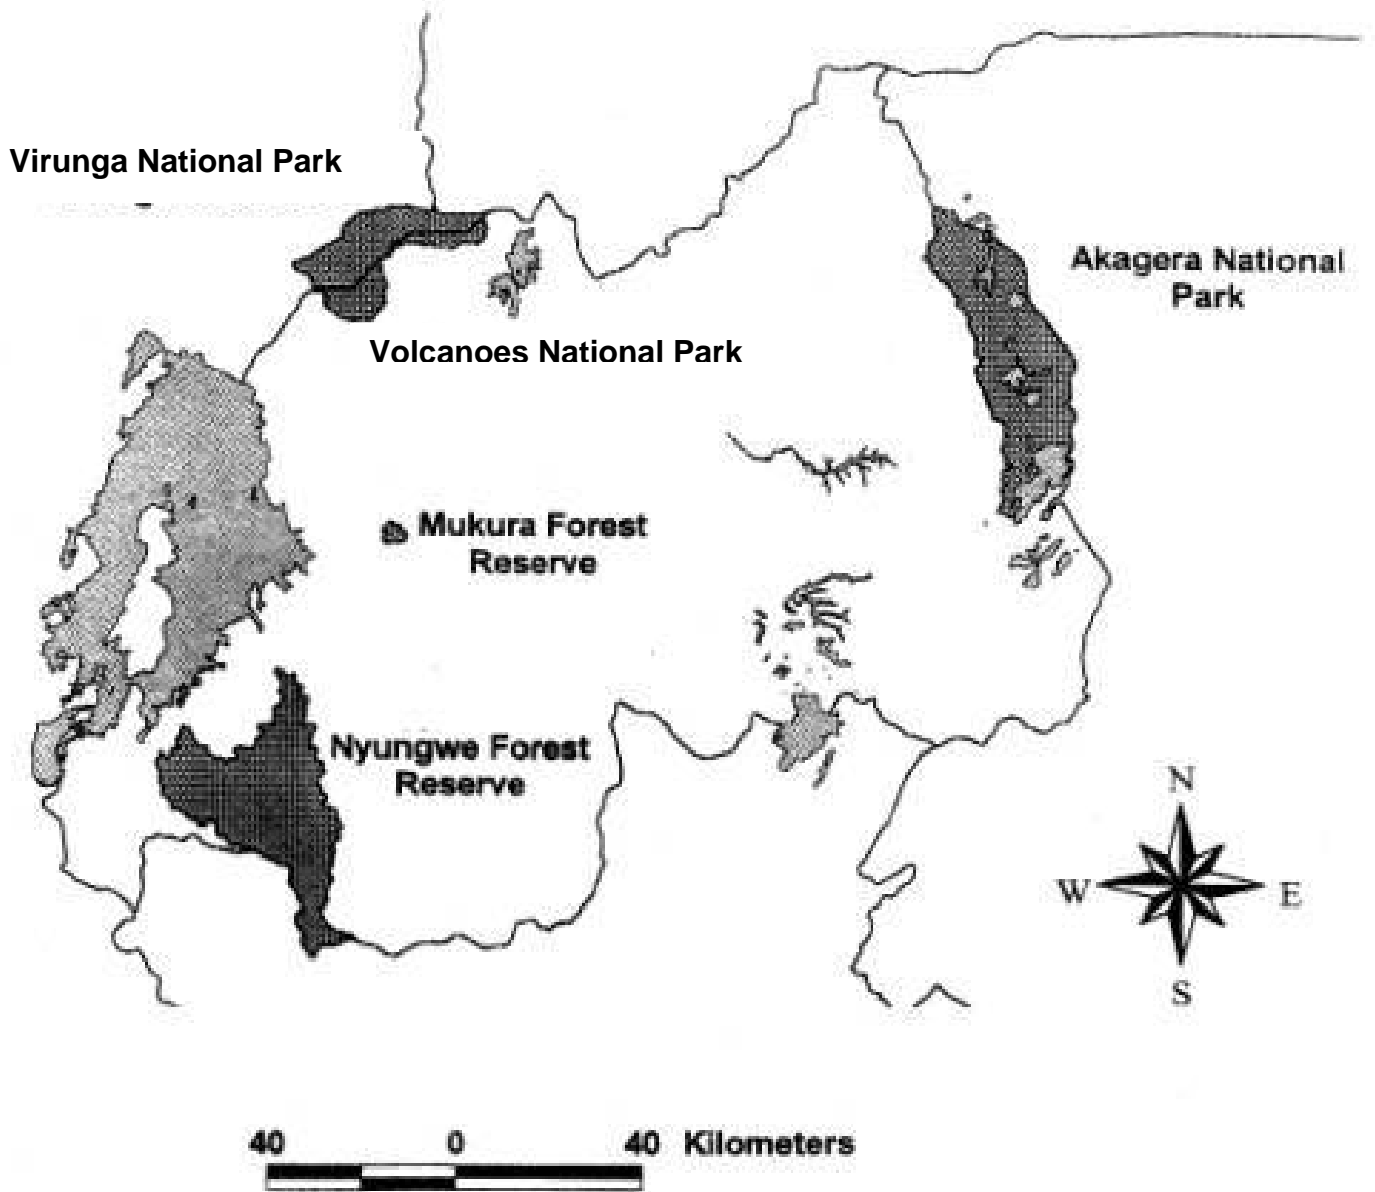 Virunga National Park
Akagera National
Park
Volcanoes National Park
Mukura Forest
Reserve
Nyungwe Forest
Reserve
N
W
E
S
40 0 40 Kilometers